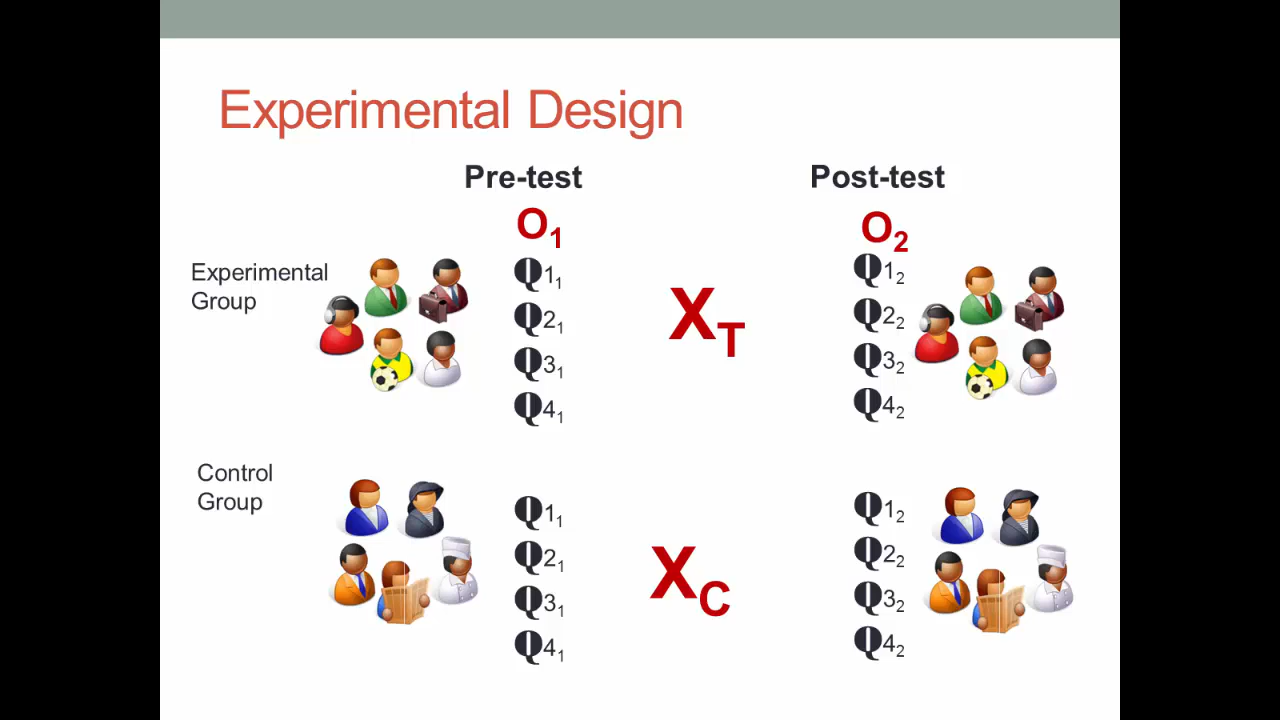 Experimental Design
Pre-test
Post-test
O1
O2
Experimental
Group
Q11
Q21
Q31
Q41
XT
Q12
Q22
Q32
Q42
Control
Group
Q11
Q21
Q31
Q41
XC
Q12
Q22
Q32
Q42